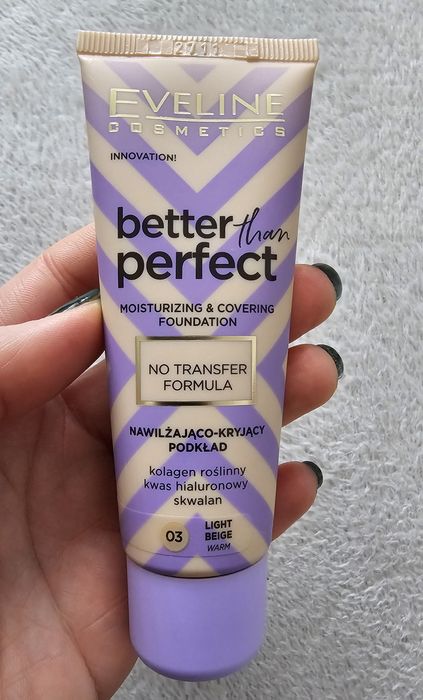 2711
EVELINE
COSMETICS
INNOVATION!
better than
perfect
MOISTURIZING & COVERING
FOUNDATION
NO TRANSFER
FORMULA
NAWILŻAJĄCO-KRYJĄCY
PODKŁAD
kolagen roślinny
kwas hialuronowy
skwalan
03 LIGHT
BEIGE
WARM